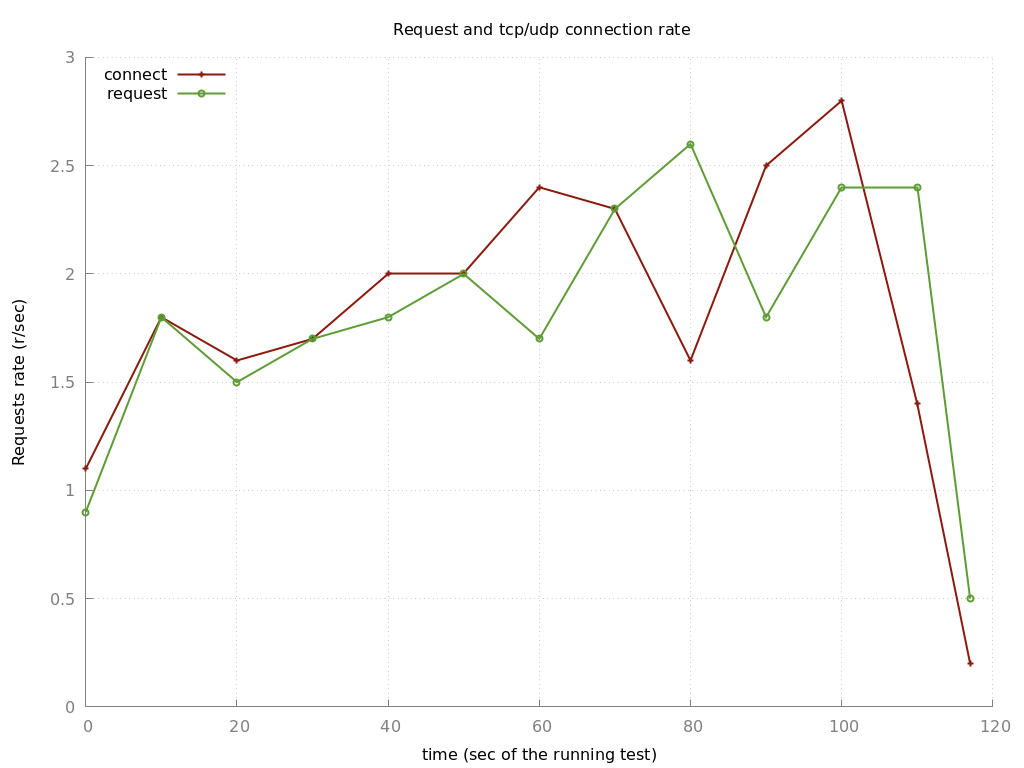 Request and tcp/udp connection rate
3
connect
request
2.5
2
1.5
1
0.5
0
Requests rate (r/sec)
0 20 40 60 80 100 120
time (sec of the running test)